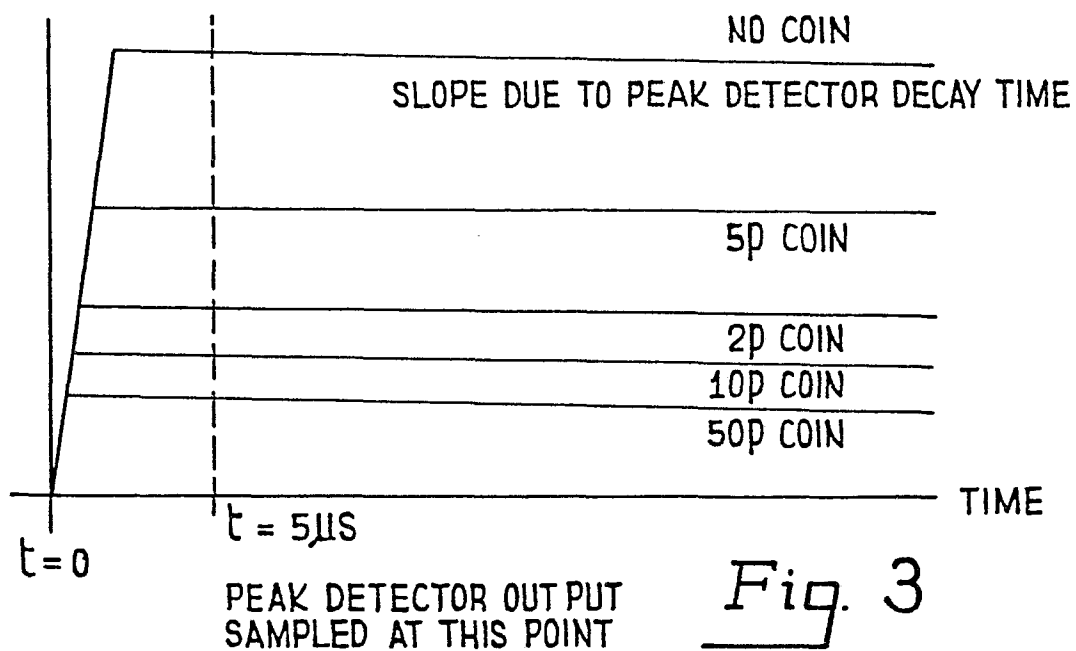 NO COIN
SLOPE DUE TO PEAK DETECTOR DECAY TIME
5p COIN
2p COIN
10p COIN
50p COIN
TIME
t = 5µs
t=0
PEAK DETECTOR OUT PUT
SAMPLED AT THIS POINT
Fig. 3